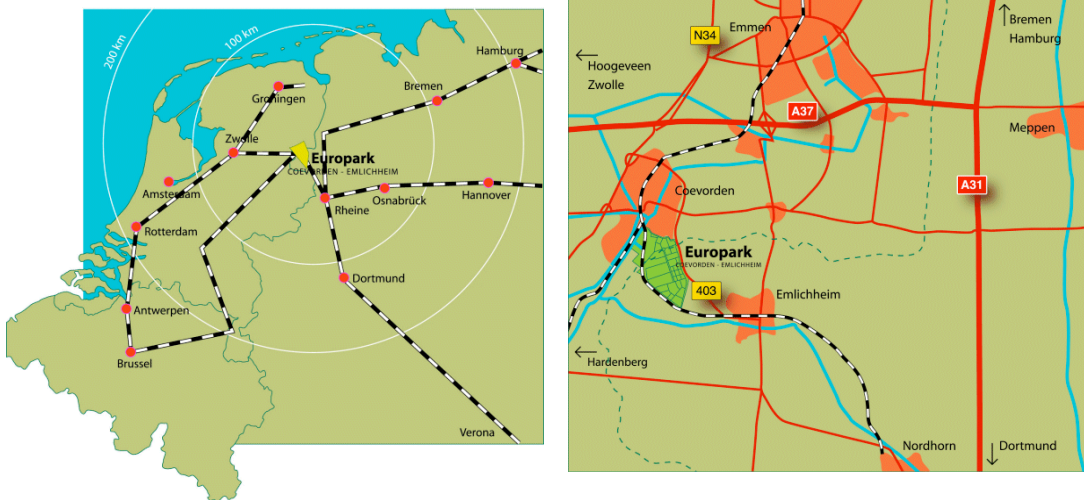 200 km
100 km
Hamburg
Bremen
Groningen
Zwolle
Europark
COEVORDEN - EMLICHHEIM
Amsterdam
Osnabrück
Hannover
Rheine
Rotterdam
Dortmund
Antwerpen
Brussel
Verona
Emmen
N34
Bremen
Hamburg
Hoogeveen
Zwolle
A37
Meppen
A31
Coevorden
Europark
COEVORDEN - EMLICHHEIM
403
Emlichheim
Hardenberg
Nordhorn
Dortmund